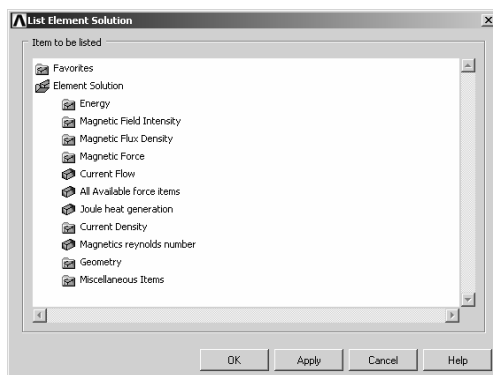 List Element Solution
Item to be listed
Favorites
Element Solution
Energy
Magnetic Field Intensity
Magnetic Flux Density
Magnetic Force
Current Flow
All Available force items
Joule heat generation
Current Density
Magnetics reynolds number
Geometry
Miscellaneous Items
OK
Apply
Cancel
Help